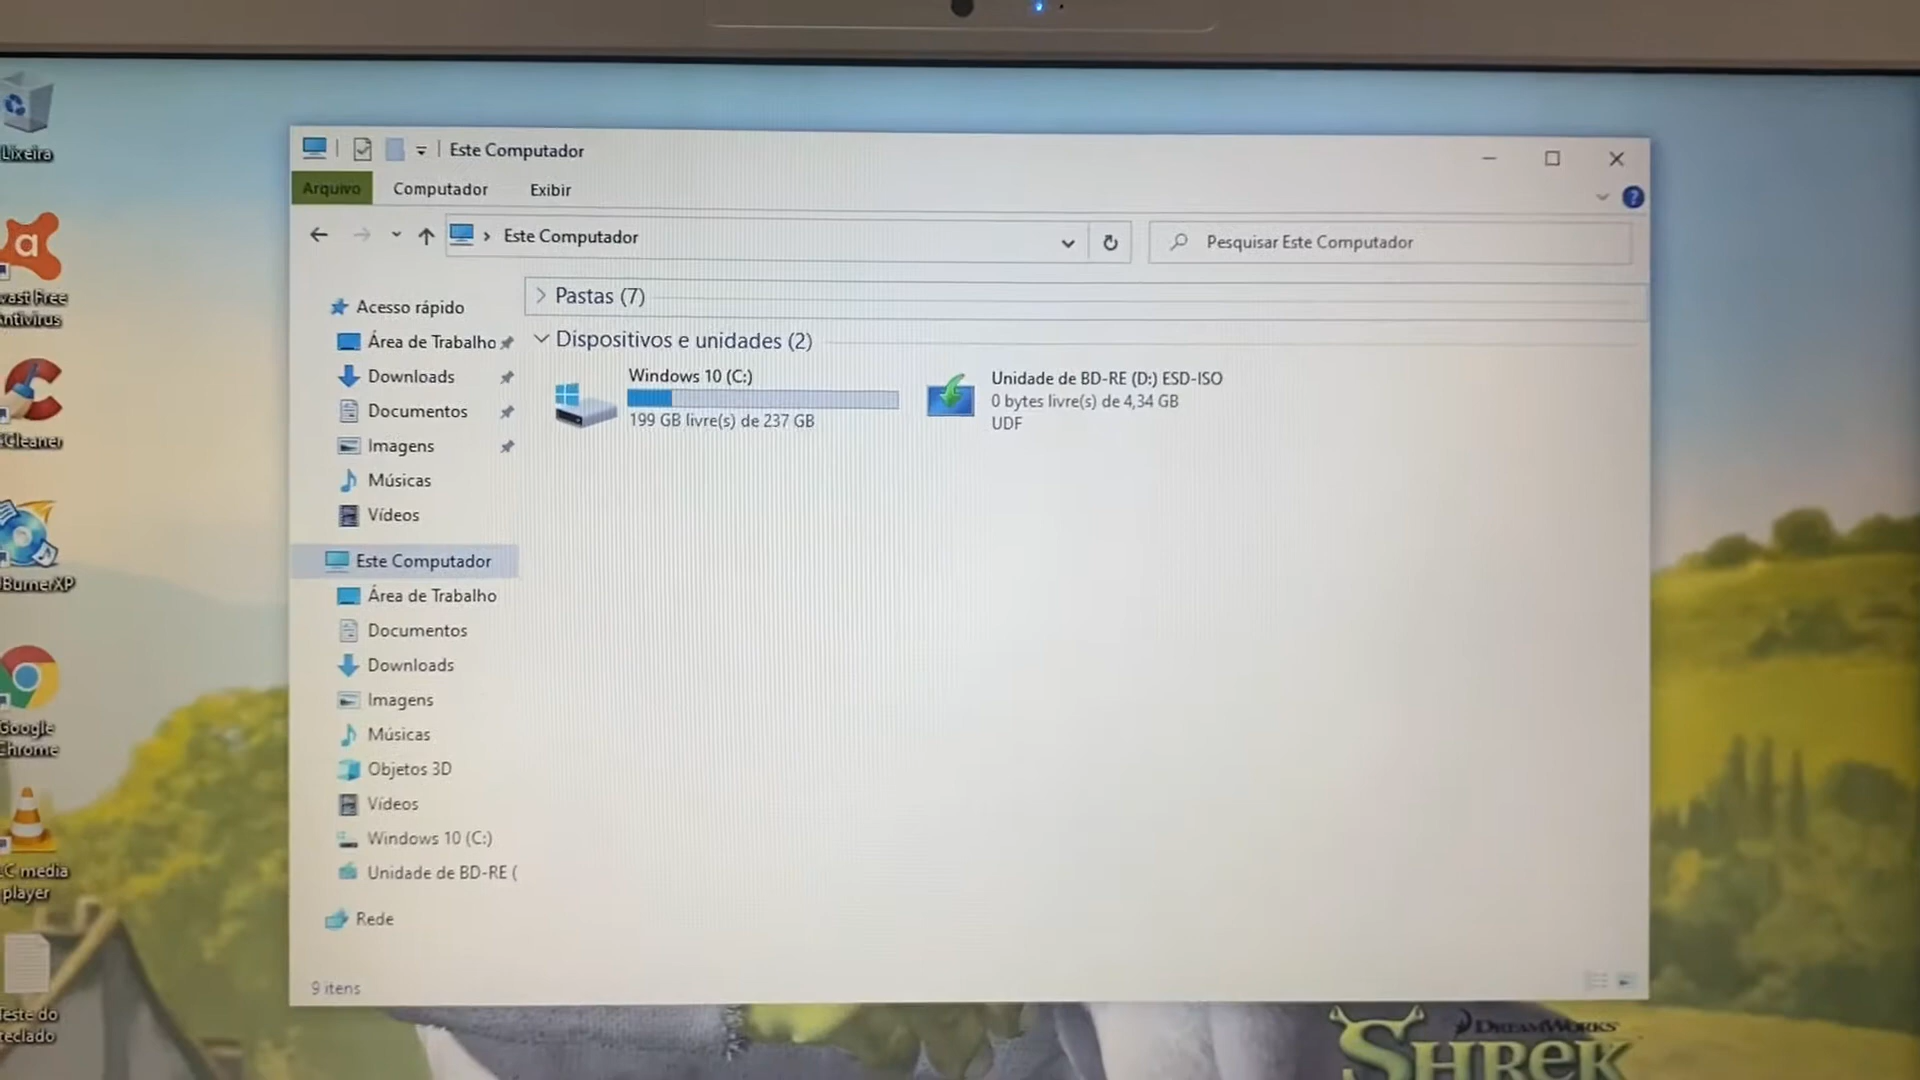 Este Computador
Arquivo Computador Exibir
Este Computador
Pesquisar Este Computador
Lixeira
vast Free
Antivirus
CCleaner
BurnerXP
Google
Chrome
media
player
teclado
Acesso rápido
Área de Trabalho
Downloads
Documentos
Imagens
Músicas
Vídeos
Este Computador
Área de Trabalho
Documentos
Downloads
Imagens
Músicas
Objetos 3D
Vídeos
Windows 10 (C:)
Unidade de BD-RE (
Rede
9 itens
Pastas (7)
Dispositivos e unidades (2)
Windows 10 (C:)
199 GB livre(s) de 237 GB
Unidade de BD-RE (D:) ESD-ISO
0 bytes livre(s) de 4,34 GB
UDF
DREAMWORKS
SHREK